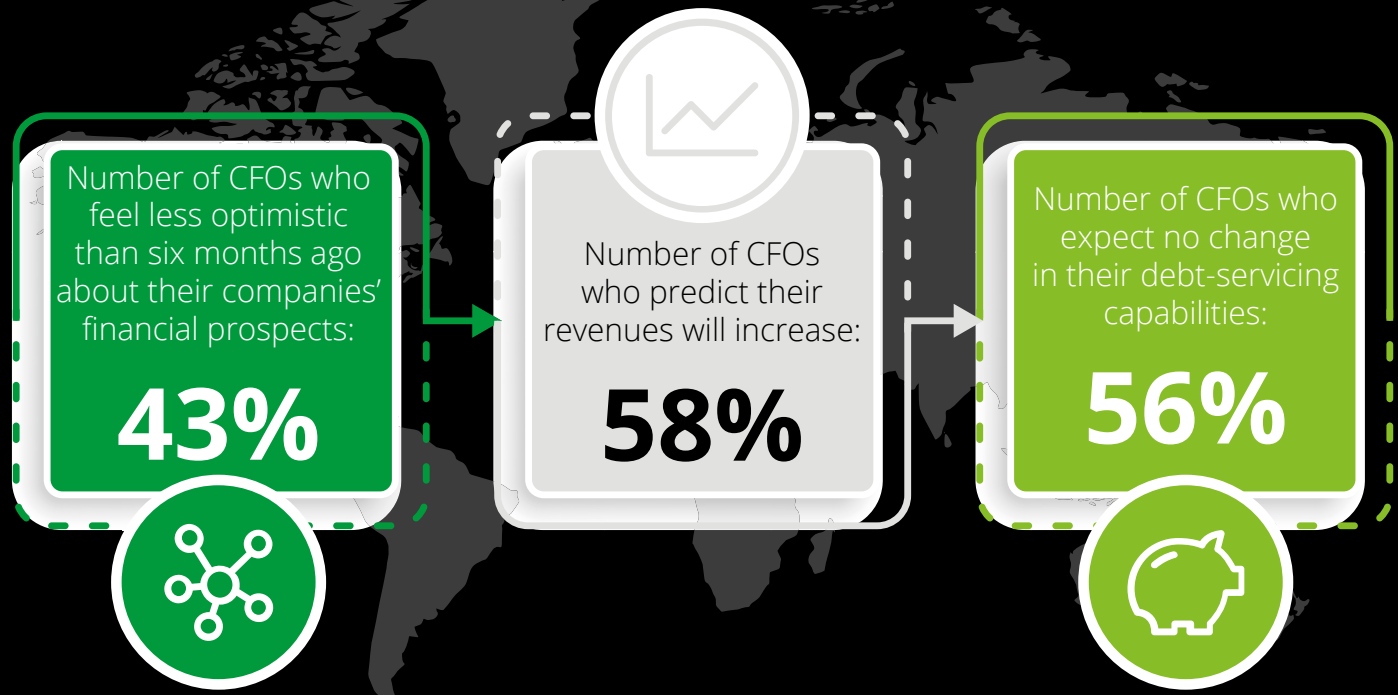 Number of CFOs who
feel less optimistic
than six months ago
about their companies’
financial prospects:
43%
Number of CFOs
who predict their
revenues will increase:
58%
Number of CFOs who
expect no change
in their debt-servicing
capabilities:
56%